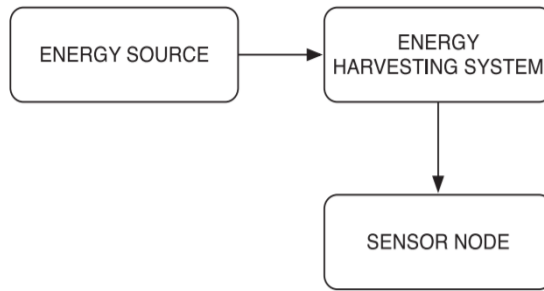 ENERGY SOURCE
ENERGY
HARVESTING SYSTEM
SENSOR NODE